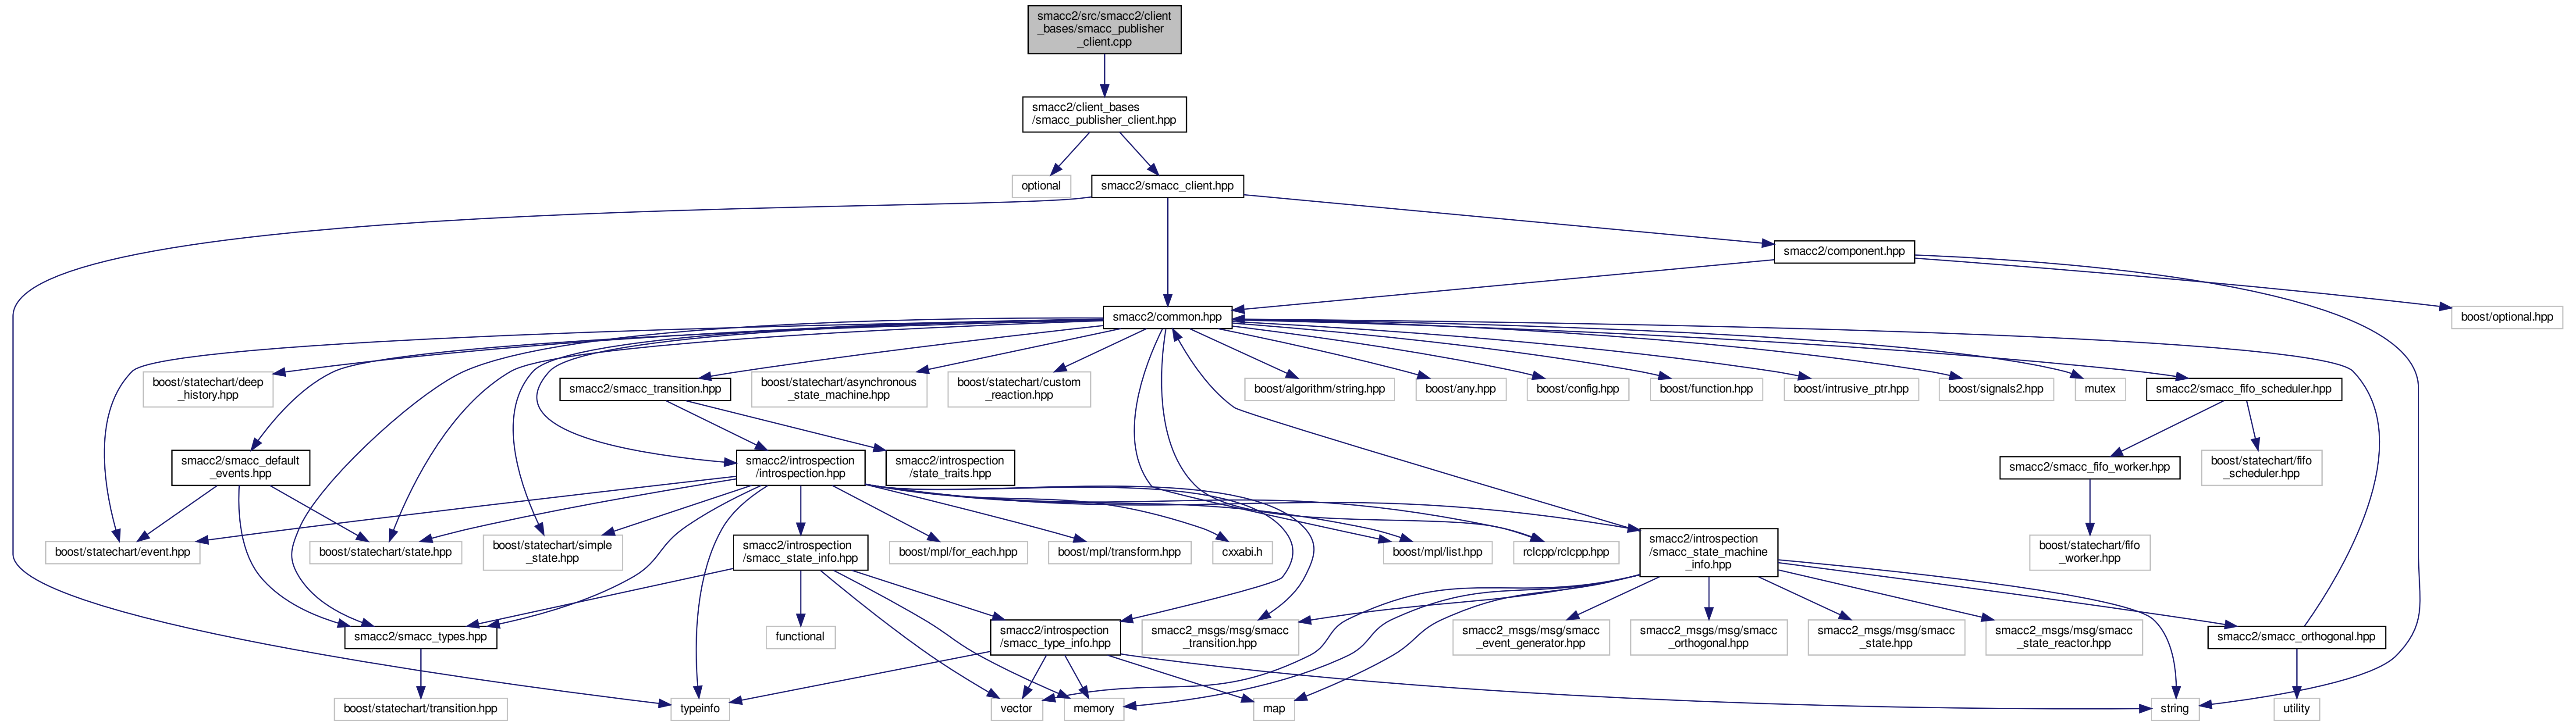 smacc2/src/smacc2/client
_bases/smacc_publisher
_client.cpp
smacc2/client_bases
/smacc_publisher_client.hpp
optional
smacc2/smacc_client.hpp
smacc2/component.hpp
smacc2/common.hpp
boost/optional.hpp
boost/statechart/deep
_history.hpp
smacc2/smacc_transition.hpp
boost/statechart/asynchronous
_state_machine.hpp
boost/statechart/custom
_reaction.hpp
boost/algorithm/string.hpp
boost/any.hpp
boost/config.hpp
boost/function.hpp
boost/intrusive_ptr.hpp
boost/signals2.hpp
mutex
smacc2/smacc_fifo_scheduler.hpp
smacc2/smacc_default
_events.hpp
smacc2/introspection
/introspection.hpp
smacc2/introspection
/state_traits.hpp
smacc2/smacc_fifo_worker.hpp
boost/statechart/fifo
_scheduler.hpp
boost/statechart/event.hpp
boost/statechart/state.hpp
boost/statechart/simple
_state.hpp
smacc2/introspection
/smacc_state_info.hpp
boost/mpl/for_each.hpp
boost/mpl/transform.hpp
cxxabi.h
boost/mpl/list.hpp
rclcpp/rclcpp.hpp
smacc2/introspection
/smacc_state_machine
_info.hpp
boost/statechart/fifo
_worker.hpp
smacc2/smacc_types.hpp
functional
smacc2/introspection
/smacc_type_info.hpp
smacc2_msgs/msg/smacc
_transition.hpp
smacc2_msgs/msg/smacc
_event_generator.hpp
smacc2_msgs/msg/smacc
_orthogonal.hpp
smacc2_msgs/msg/smacc
_state.hpp
smacc2_msgs/msg/smacc
_state_reactor.hpp
smacc2/smacc_orthogonal.hpp
boost/statechart/transition.hpp
typeinfo
vector
memory
map
string
utility